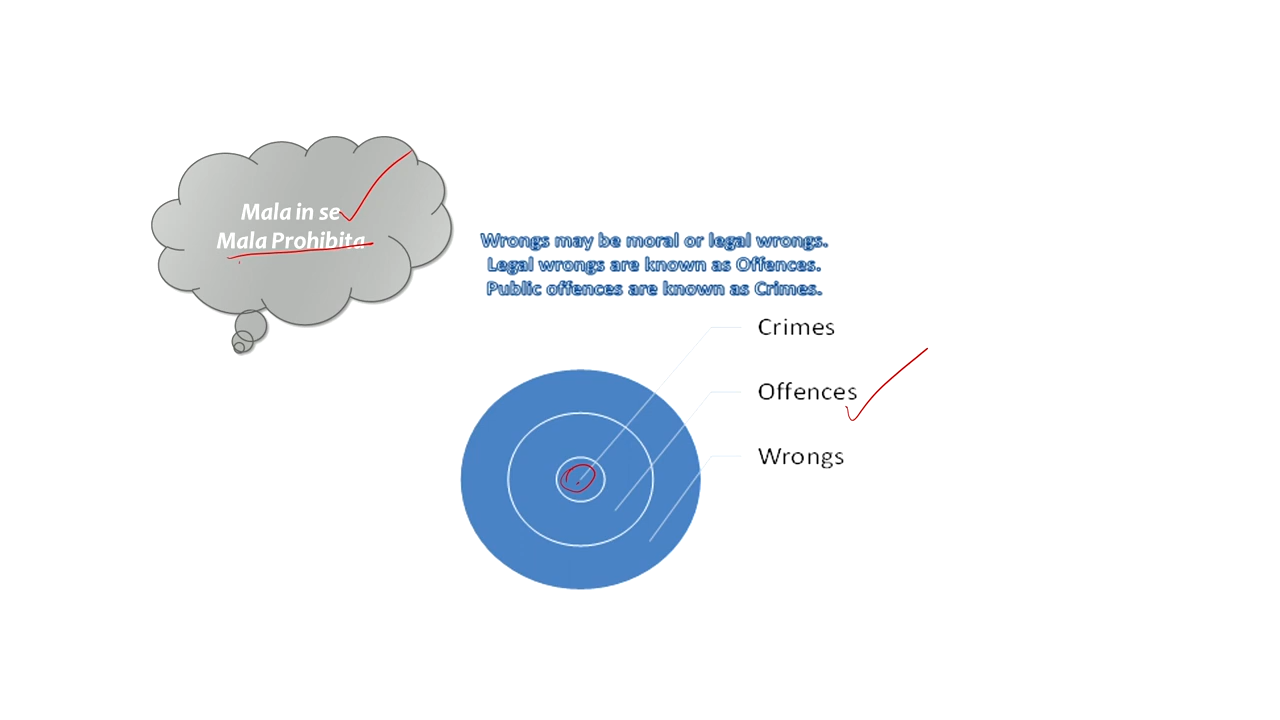 Mala in se
Mala Prohibita
Wrongs may be moral or legal wrongs.
Legal wrongs are known as Offences.
Public offences are known as Crimes.
Crimes
Offences
Wrongs